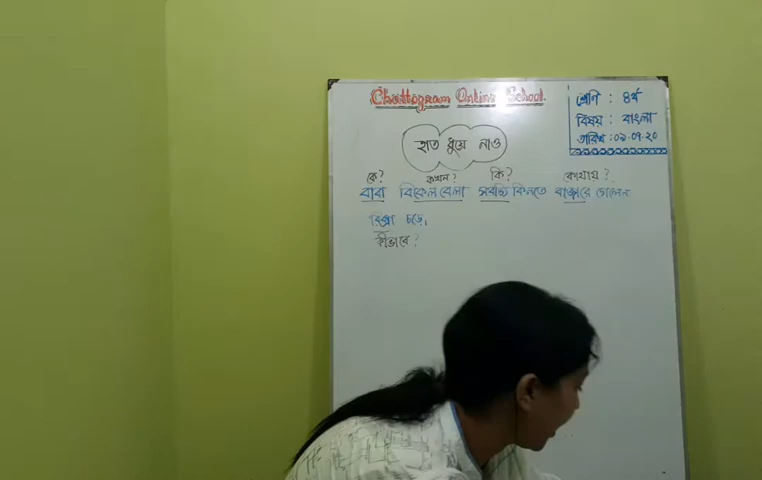 Chattogram Online School
শ্রেণি : ৪র্থ
বিষয় : বাংলা
তারিখ : ০৯.০৭.২০
হাত ধুয়ে নাও
কে? কখন? কি? কোথায়?
বাবা বিকেল বেলা সবজি কিনতে বাজারে গেলেন
রিক্সা চড়ে।
কীভাবে?